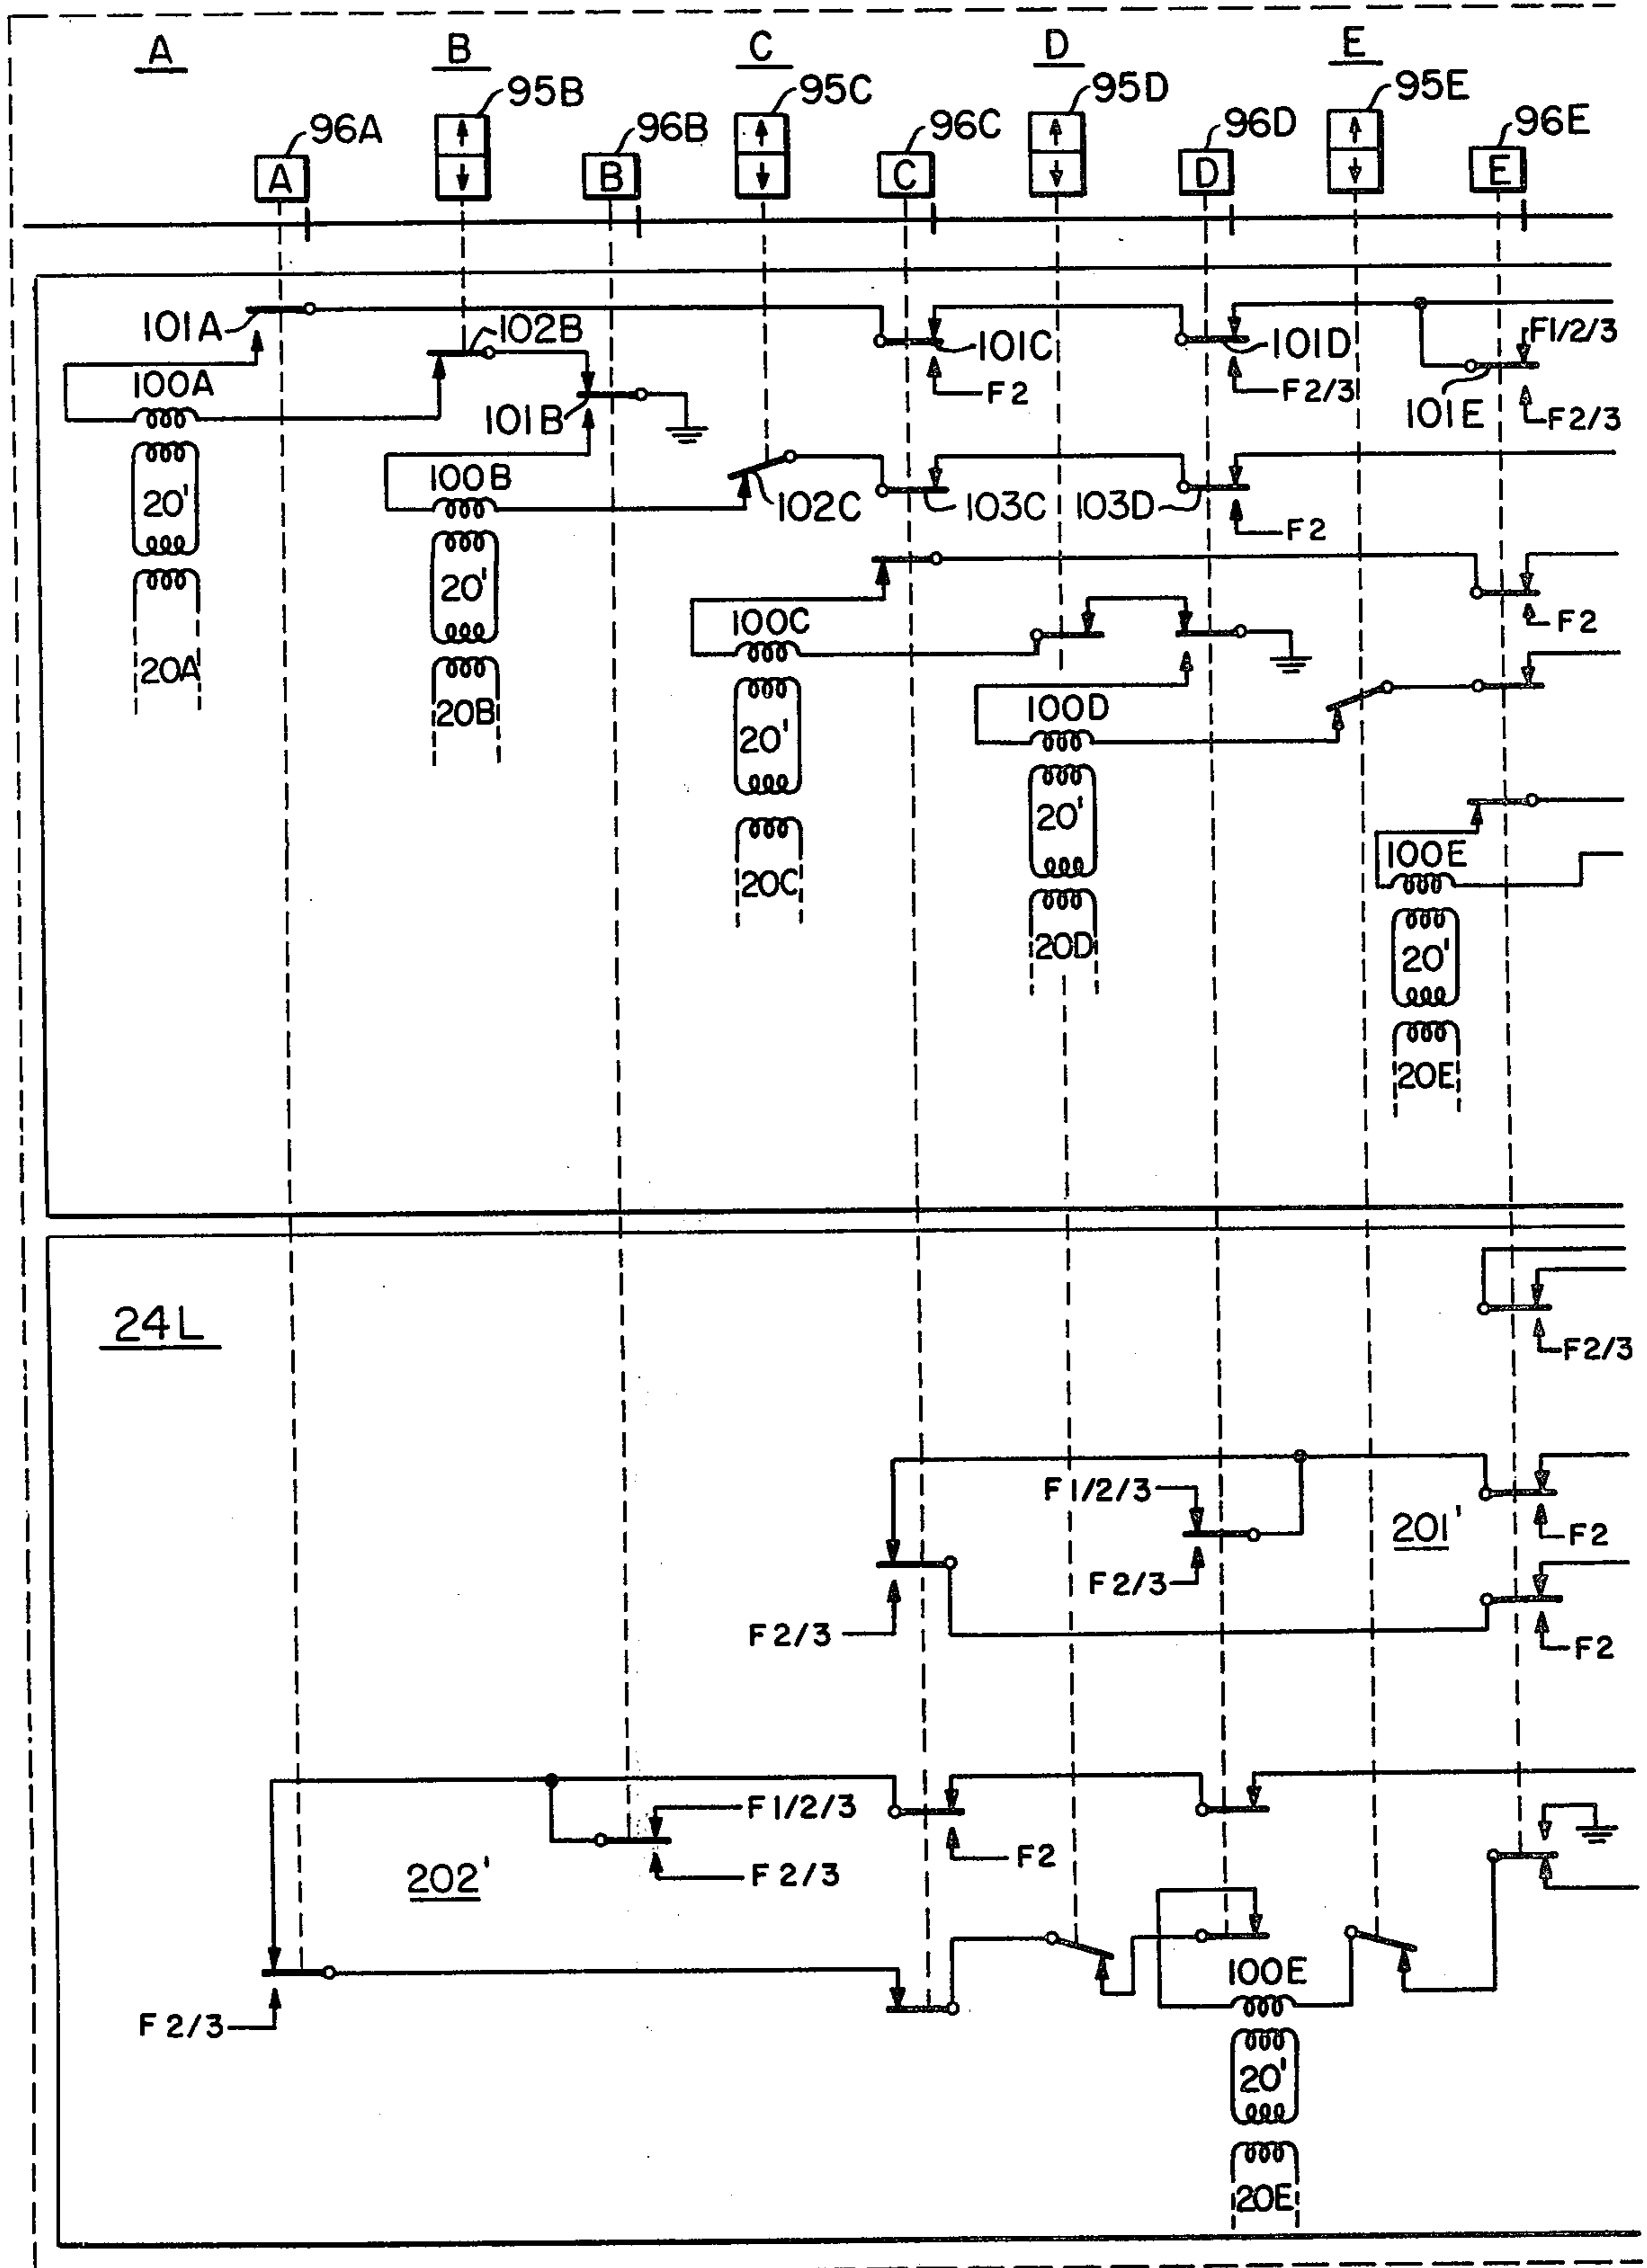 A B C D E
95B 95C 95D 95E
96A 96B 96C 96D 96E
A B C D E
101A 102B 101C 101D F1/2/3
100A 101B F2 F2/3 101E F2/3
20' 100B 102C 103C 103D
F2
20' 100C F2
20A 20B 100D
20' 20'
20C 100E
20D 20'
20E
24L
F2/3
F1/2/3 201' F2
F2/3
F2/3 F2
F1/2/3
202' F2/3 F2
100E
F2/3
20'
20E